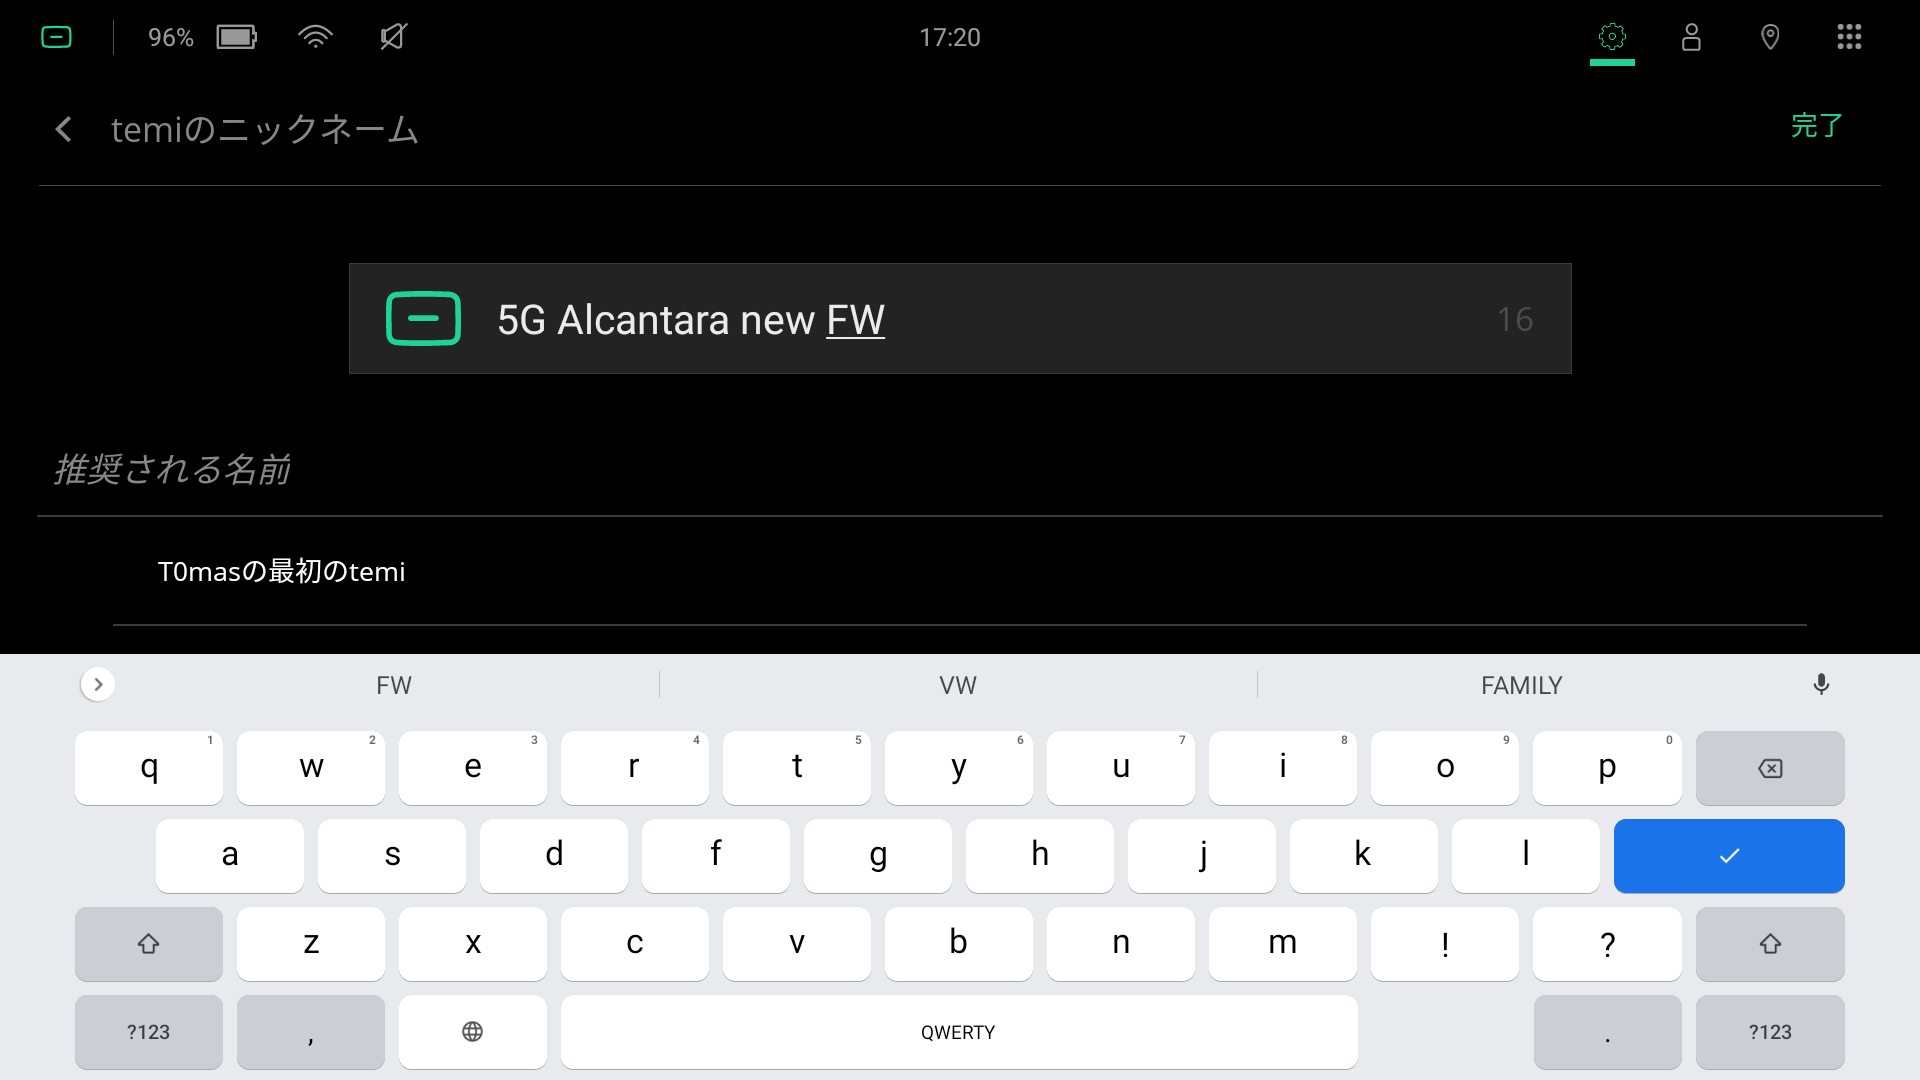 96%
17:20
temiのニックネーム
完了
5G Alcantara new FW
16
推奨される名前
T0masの最初のtemi
FW VW FAMILY
q 1 w 2 e 3 r 4 t 5 y 6 u 7 i 8 o 9 p 0
a s d f g h j k l
z x c v b n m ! ?
?123 , QWERTY . ?123